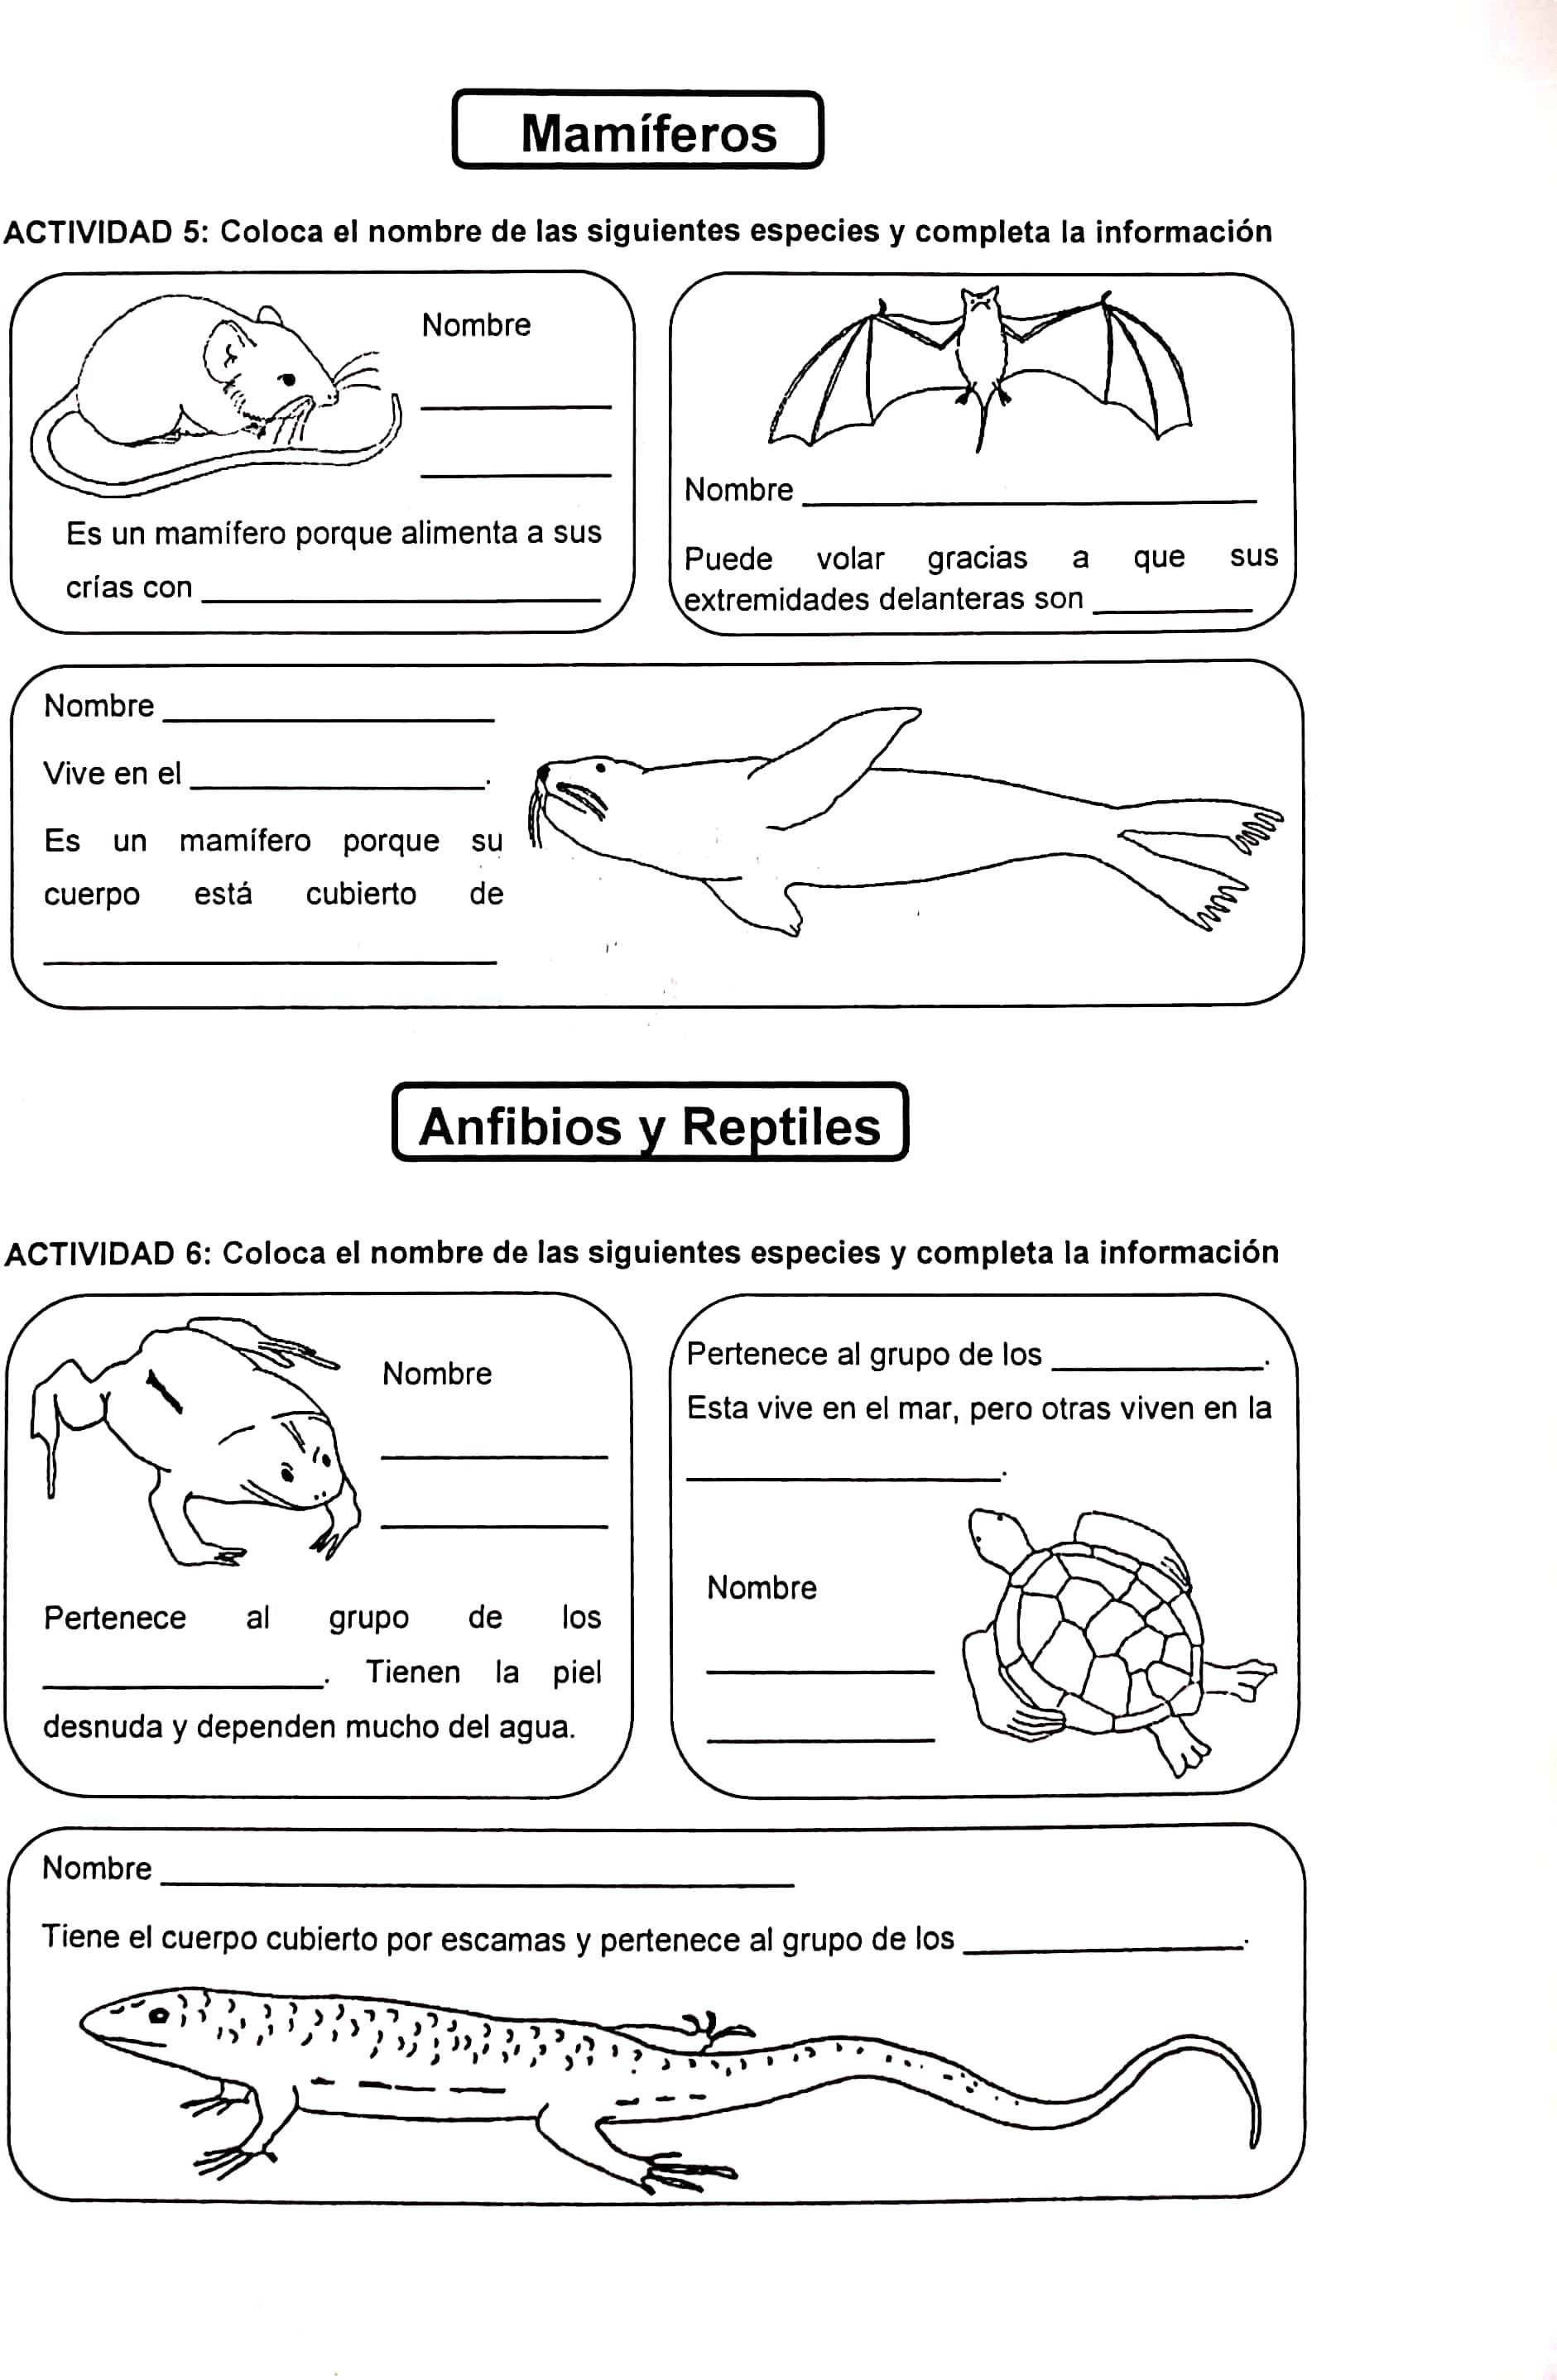 Mamíferos
ACTIVIDAD 5: Coloca el nombre de las siguientes especies y completa la información
Nombre
Es un mamífero porque alimenta a sus
crías con
Nombre
Puede volar gracias a que sus
extremidades delanteras son
Nombre
Vive en el .
Es un mamífero porque su
cuerpo está cubierto de
Anfibios y Reptiles
ACTIVIDAD 6: Coloca el nombre de las siguientes especies y completa la información
Nombre
Pertenece al grupo de los
. Tienen la piel
desnuda y dependen mucho del agua.
Pertenece al grupo de los .
Esta vive en el mar, pero otras viven en la
.
Nombre
Nombre
Tiene el cuerpo cubierto por escamas y pertenece al grupo de los .